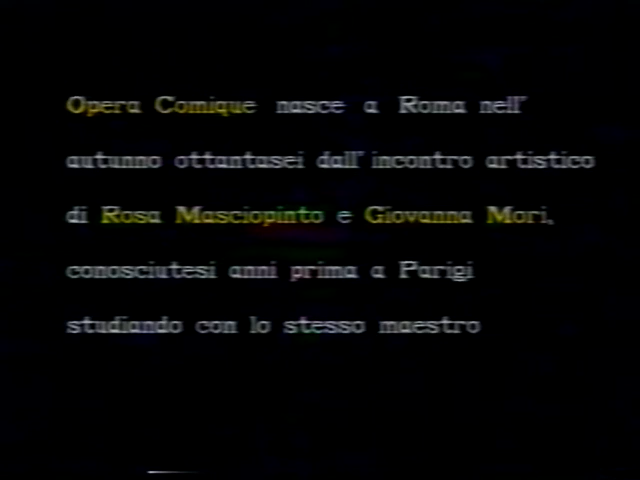 Opera Comique nasce a Roma nell'
autunno ottantasei dall'incontro artistico
di Rosa Masciopinto e Giovanna Mori,
conosciutesi anni prima a Parigi
studiando con lo stesso maestro